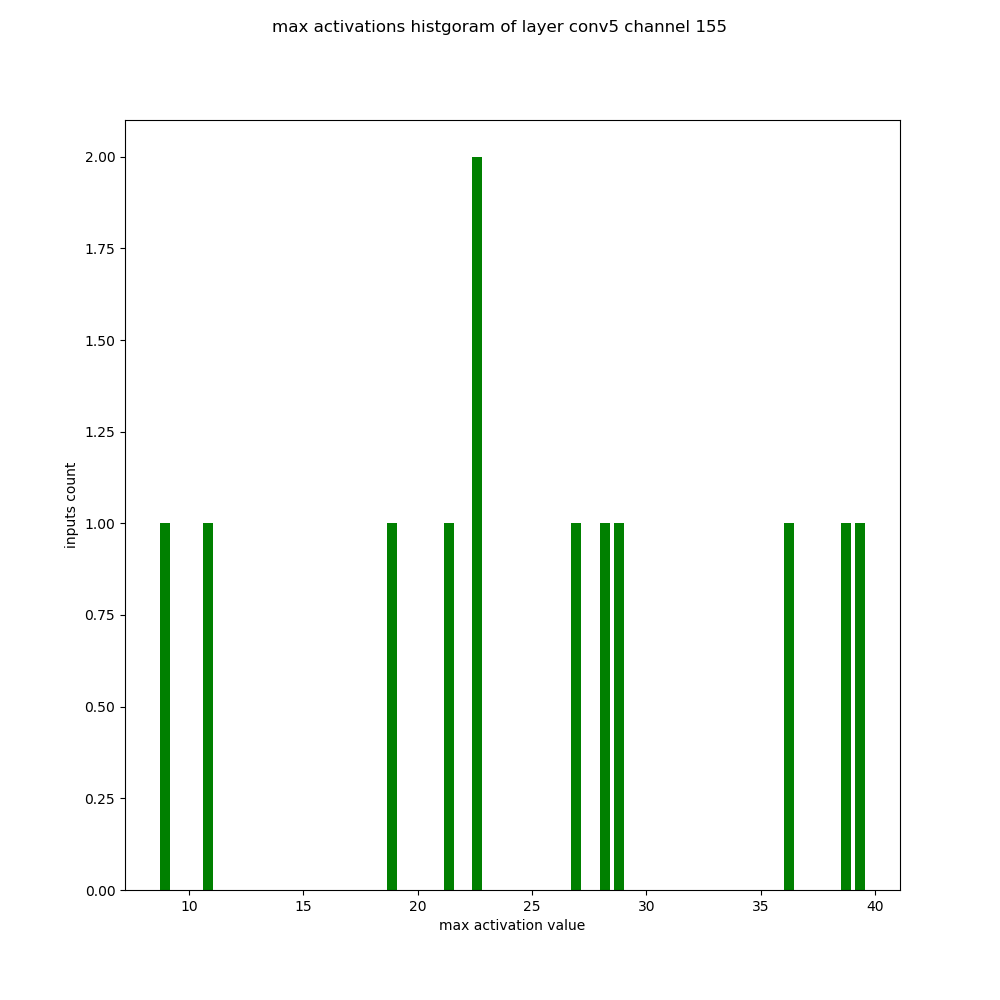 max activations histgoram of layer conv5 channel 155
2.00
1.75
1.50
1.25
1.00
0.75
0.50
0.25
0.00
inputs count
10 15 20 25 30 35 40
max activation value